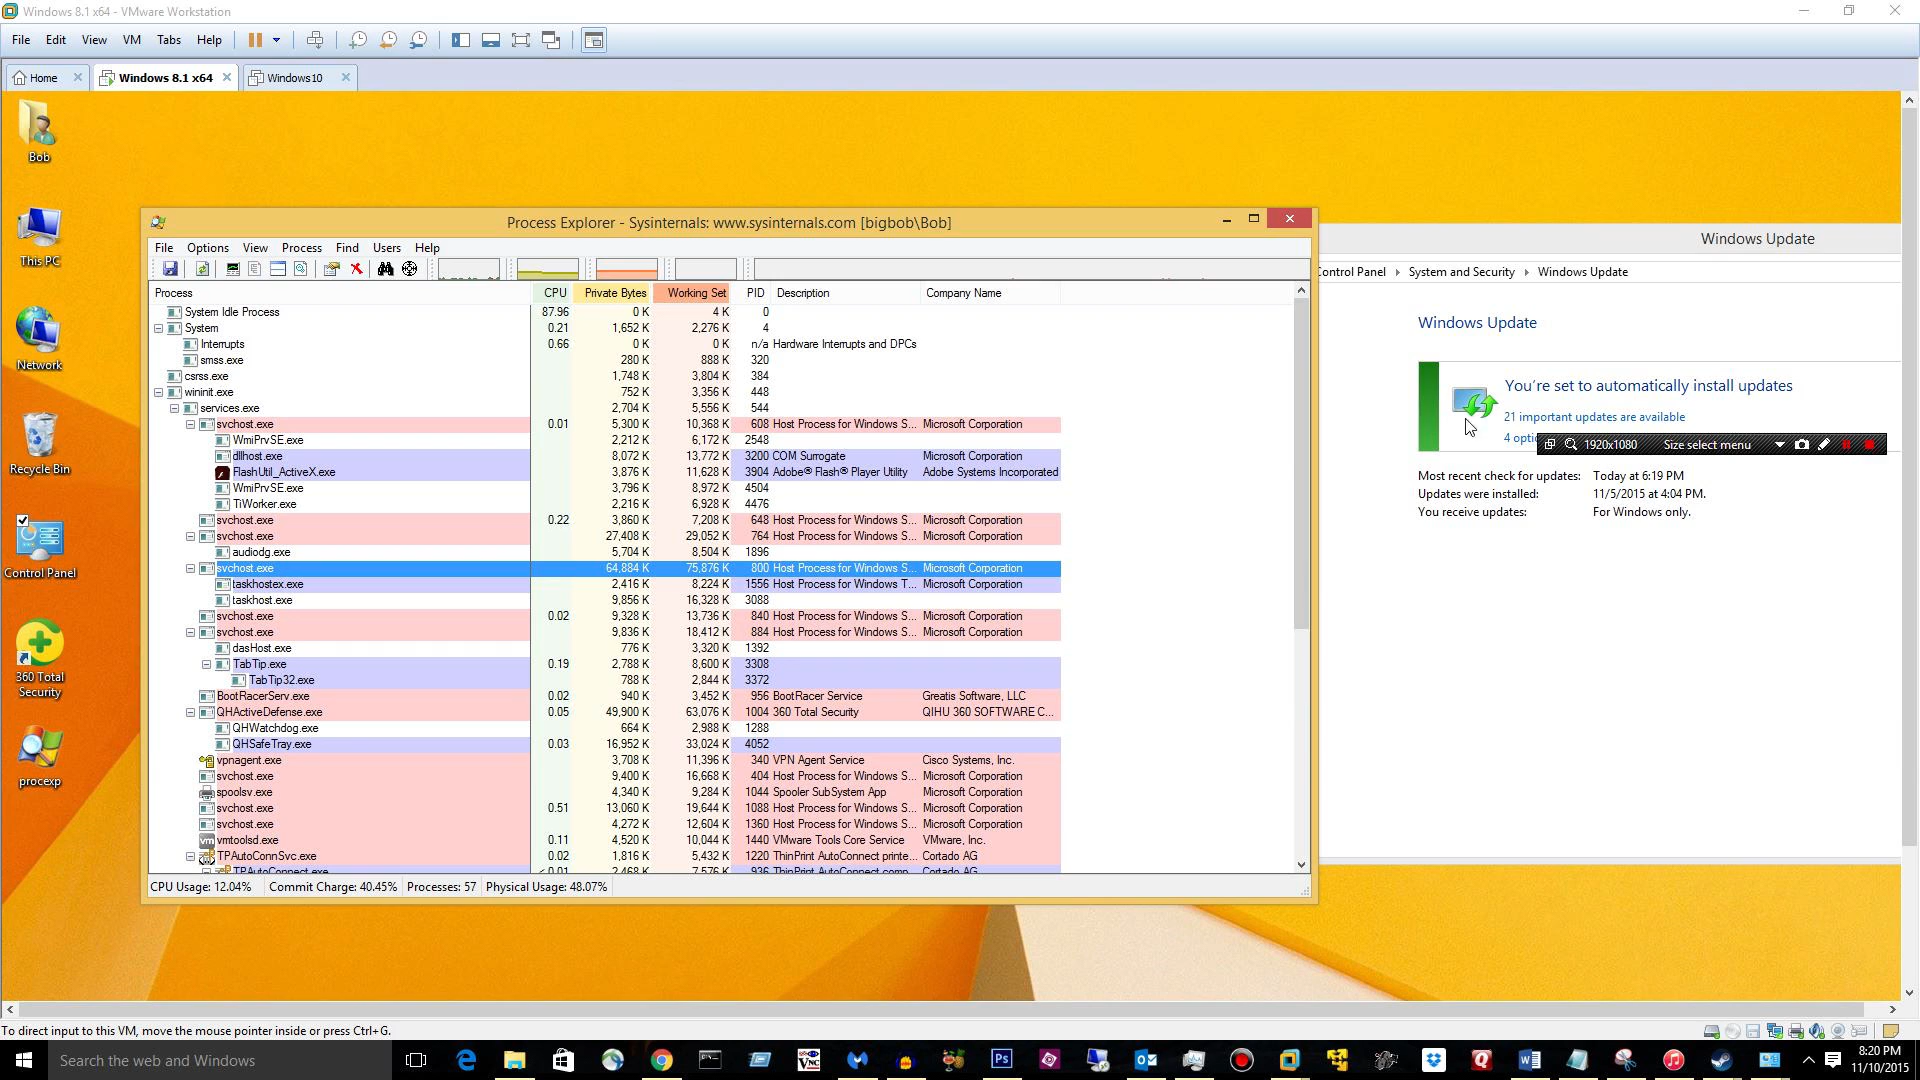 Windows 8.1 x64 - VMware Workstation
File Edit View VM Tabs Help
Home Windows 8.1 x64 Windows10
Bob
This PC
Network
Recycle Bin
Control Panel
360 Total
Security
procexp
Process Explorer - Sysinternals: www.sysinternals.com [bigbob\Bob]
File Options View Process Find Users Help
Process CPU Private Bytes Working Set PID Description Company Name
System Idle Process 87.96 0 K 4 K 0
System 0.21 1,652 K 2,276 K 4
Interrupts 0.66 0 K 0 K n/a Hardware Interrupts and DPCs
smss.exe 280 K 888 K 320
csrss.exe 1,748 K 3,804 K 384
wininit.exe 752 K 3,356 K 448
services.exe 2,704 K 5,556 K 544
svchost.exe 0.01 5,300 K 10,368 K 608 Host Process for Windows S... Microsoft Corporation
WmiPrvSE.exe 2,212 K 6,172 K 2548
dllhost.exe 8,072 K 13,772 K 3200 COM Surrogate Microsoft Corporation
FlashUtil_ActiveX.exe 3,876 K 11,628 K 3904 Adobe® Flash® Player Utility Adobe Systems Incorporated
WmiPrvSE.exe 3,796 K 8,972 K 4504
TiWorker.exe 2,216 K 6,928 K 4476
svchost.exe 0.22 3,860 K 7,208 K 648 Host Process for Windows S... Microsoft Corporation
svchost.exe 27,408 K 29,052 K 764 Host Process for Windows S... Microsoft Corporation
audiodg.exe 5,704 K 8,504 K 1896
svchost.exe 64,884 K 75,876 K 800 Host Process for Windows S... Microsoft Corporation
taskhostex.exe 2,416 K 8,224 K 1556 Host Process for Windows T... Microsoft Corporation
taskhost.exe 9,856 K 16,328 K 3088
svchost.exe 0.02 9,328 K 13,736 K 840 Host Process for Windows S... Microsoft Corporation
svchost.exe 9,836 K 18,412 K 884 Host Process for Windows S... Microsoft Corporation
dasHost.exe 776 K 3,320 K 1392
TabTip.exe 0.19 2,788 K 8,600 K 3308
TabTip32.exe 788 K 2,844 K 3372
BootRacerServ.exe 0.02 940 K 3,452 K 956 BootRacer Service Greatis Software, LLC
QHActiveDefense.exe 0.05 49,900 K 63,076 K 1004 360 Total Security QIHU 360 SOFTWARE C...
QHWatchdog.exe 664 K 2,988 K 1288
QHSafeTray.exe 0.03 16,952 K 33,024 K 4052
vpnagent.exe 3,708 K 11,396 K 340 VPN Agent Service Cisco Systems, Inc.
svchost.exe 9,400 K 16,668 K 404 Host Process for Windows S... Microsoft Corporation
spoolsv.exe 4,340 K 9,284 K 1044 Spooler SubSystem App Microsoft Corporation
svchost.exe 0.51 13,060 K 19,644 K 1088 Host Process for Windows S... Microsoft Corporation
svchost.exe 4,272 K 12,604 K 1360 Host Process for Windows S... Microsoft Corporation
vmtoolsd.exe 0.11 4,520 K 10,044 K 1440 VMware Tools Core Service VMware, Inc.
TPAutoConnSvc.exe 0.02 1,816 K 5,432 K 1220 ThinPrint AutoConnect printe... Cortado AG
TPAutoConnect.exe < 0.01 2,468 K 7,576 K 936 ThinPrint AutoConnect comp... Cortado AG
CPU Usage: 12.04% Commit Charge: 40.45% Processes: 57 Physical Usage: 48.07%
Windows Update
Control Panel System and Security Windows Update
Windows Update
You're set to automatically install updates
21 important updates are available
4 optio
1920x1080 Size select menu
Most recent check for updates: Today at 6:19 PM
Updates were installed: 11/5/2015 at 4:04 PM.
You receive updates: For Windows only.
To direct input to this VM, move the mouse pointer inside or press Ctrl+G.
Search the web and Windows
8:20 PM
11/10/2015